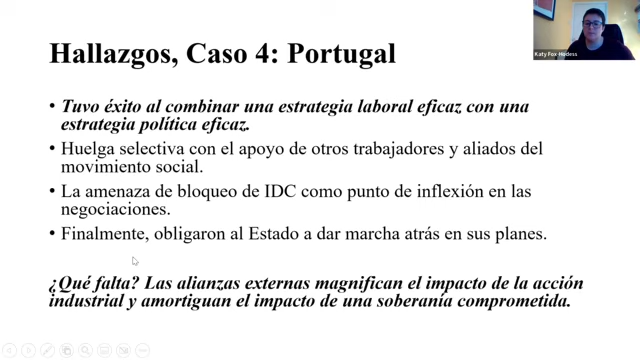 Hallazgos, Caso 4: Portugal
• Tuvo éxito al combinar una estrategia laboral eficaz con una
estrategia política eficaz.
• Huelga selectiva con el apoyo de otros trabajadores y aliados del
movimiento social.
• La amenaza de bloqueo de IDC como punto de inflexión en las
negociaciones.
• Finalmente, obligaron al Estado a dar marcha atrás en sus planes.
¿Qué falta? Las alianzas externas magnifican el impacto de la acción
industrial y amortiguan el impacto de una soberanía comprometida.
Katy Fox-Hodess